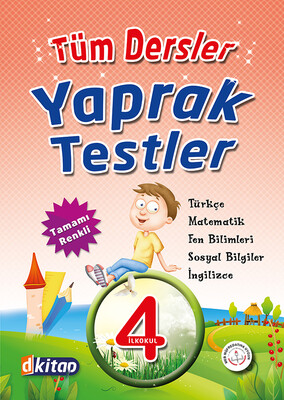 Tüm Dersler
Yaprak
Testler
Tamamı
Renkli
Türkçe
Matematik
Fen Bilimleri
Sosyal Bilgiler
İngilizce
4
İLKOKUL
dkitap